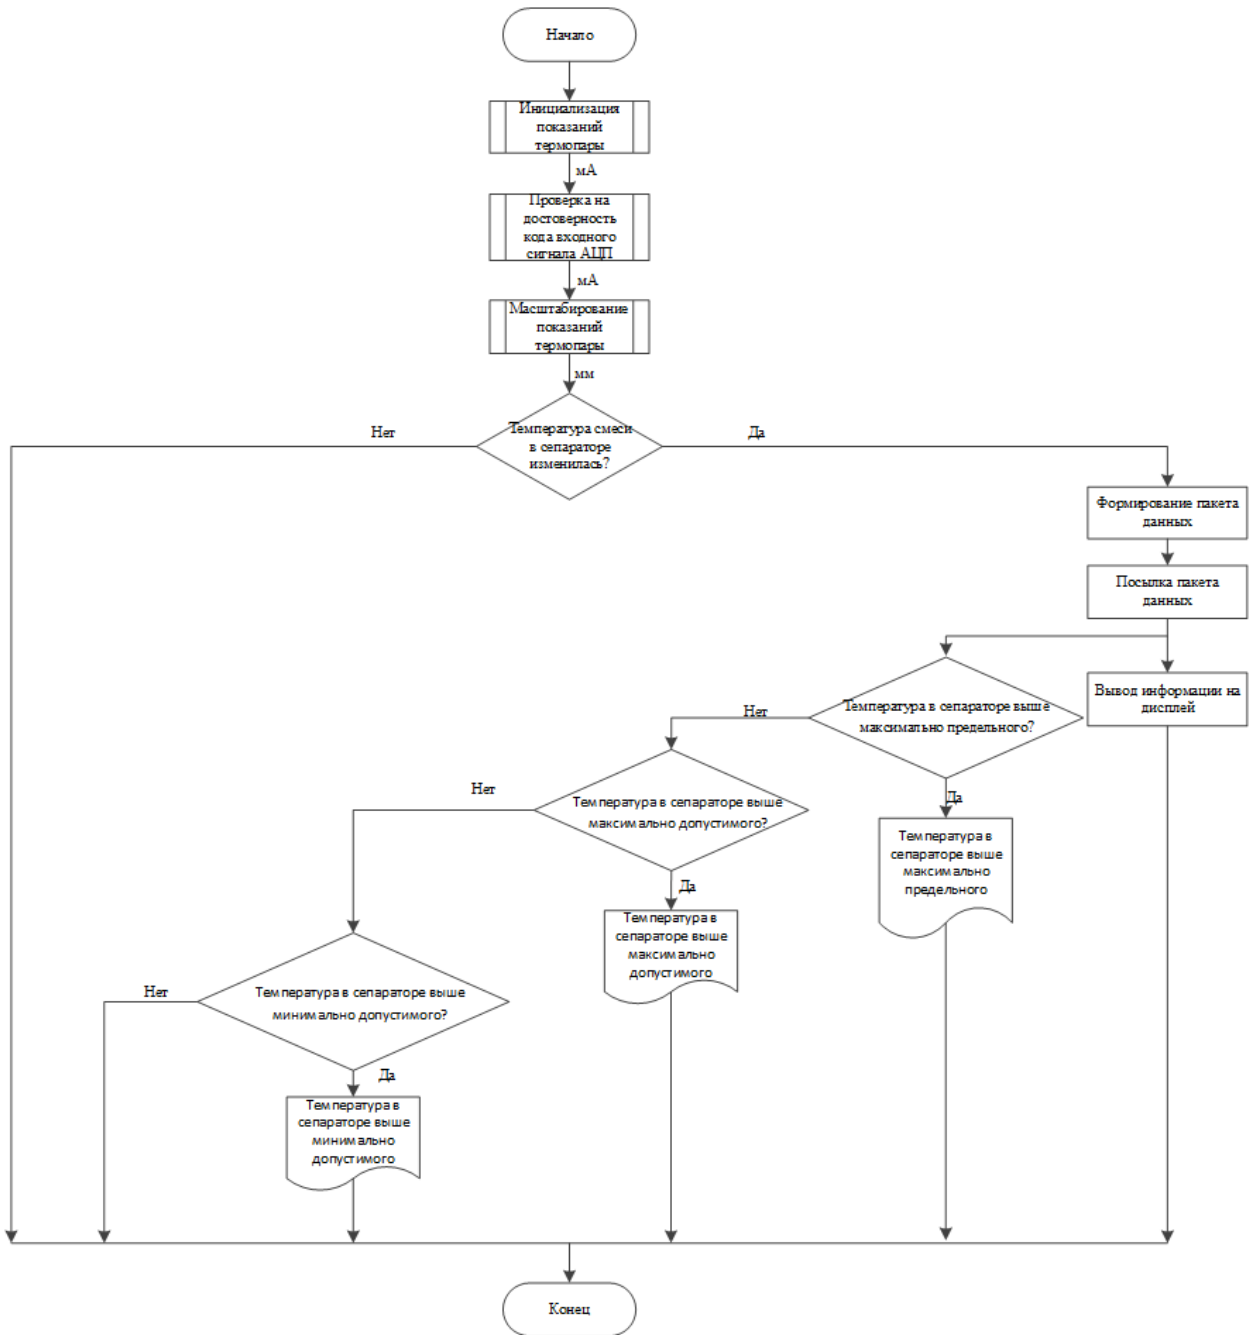 Начало
Инициализация
показаний
термопары
мА
Проверка на
достоверность
кода входного
сигнала АЦП
мА
Масштабирование
показаний
термопары
мм
Нет
Температура смеси
в сепараторе
изменилась?
Да
Формирование пакета
данных
Посылка пакета
данных
Вывод информации на
дисплей
Температура в сепараторе выше
максимально предельного?
Нет
Да
Температура в
сепараторе выше
максимально
предельного
Температура в сепараторе выше
максимально допустимого?
Нет
Да
Температура в
сепараторе выше
максимально
допустимого
Температура в сепараторе выше
минимально допустимого?
Нет
Да
Температура в
сепараторе выше
минимально
допустимого
Конец